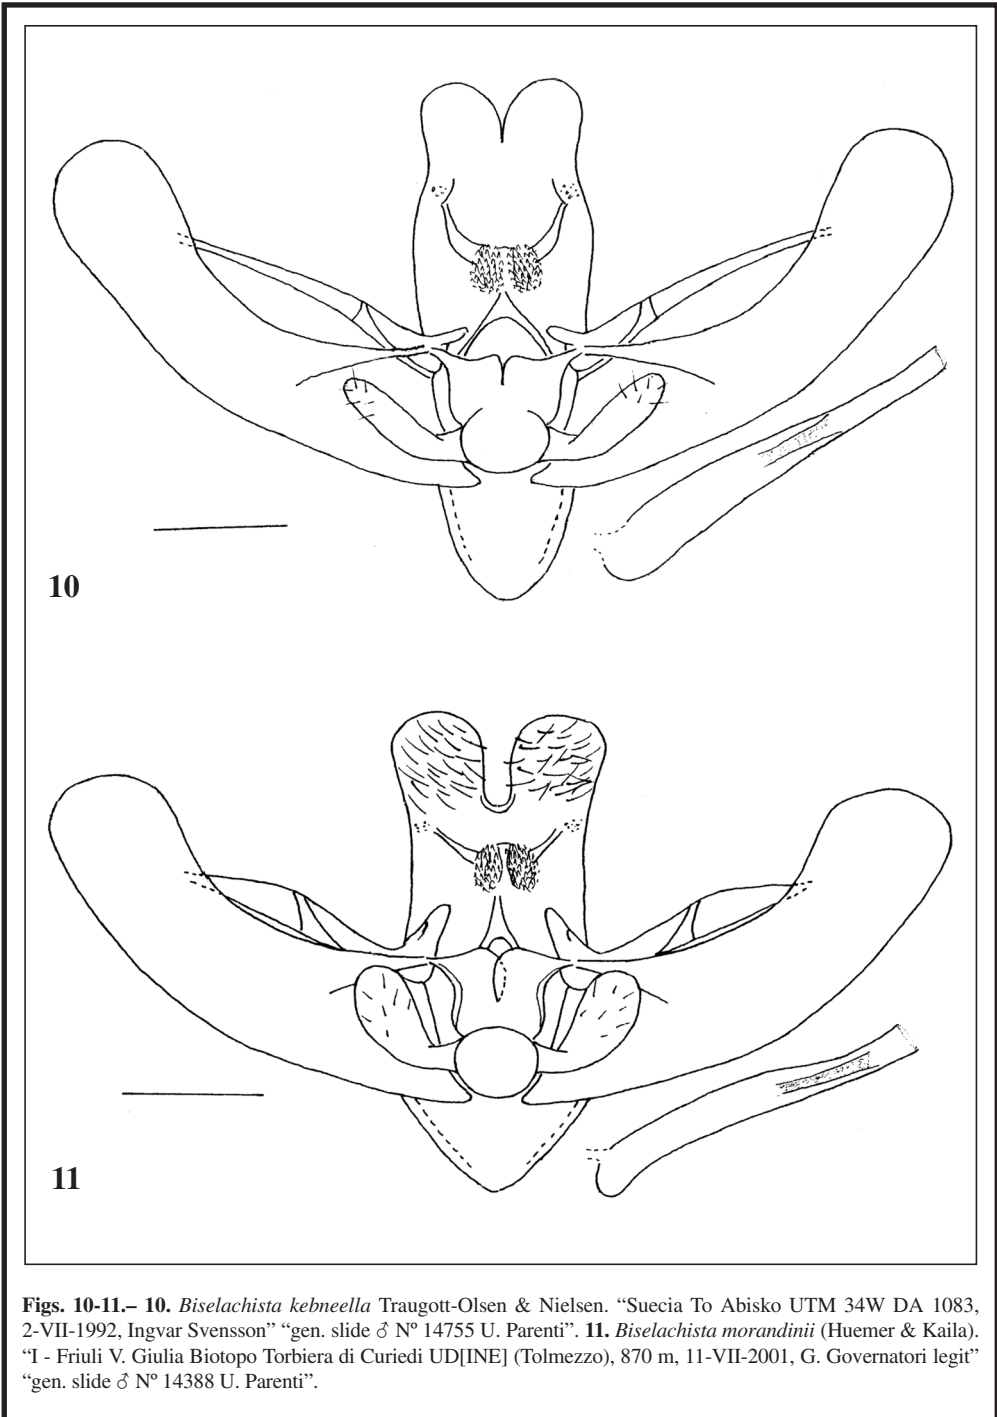 10
11
Figs. 10-11.– 10. Biselachista kebneella Traugott-Olsen & Nielsen. “Suecia To Abisko UTM 34W DA 1083,
2-VII-1992, Ingvar Svensson” “gen. slide ♂ Nº 14755 U. Parenti”. 11. Biselachista morandinii (Huemer & Kaila).
“I - Friuli V. Giulia Biotopo Torbiera di Curiedi UD[INE] (Tolmezzo), 870 m, 11-VII-2001, G. Governatori legit”
“gen. slide ♂ Nº 14388 U. Parenti”.